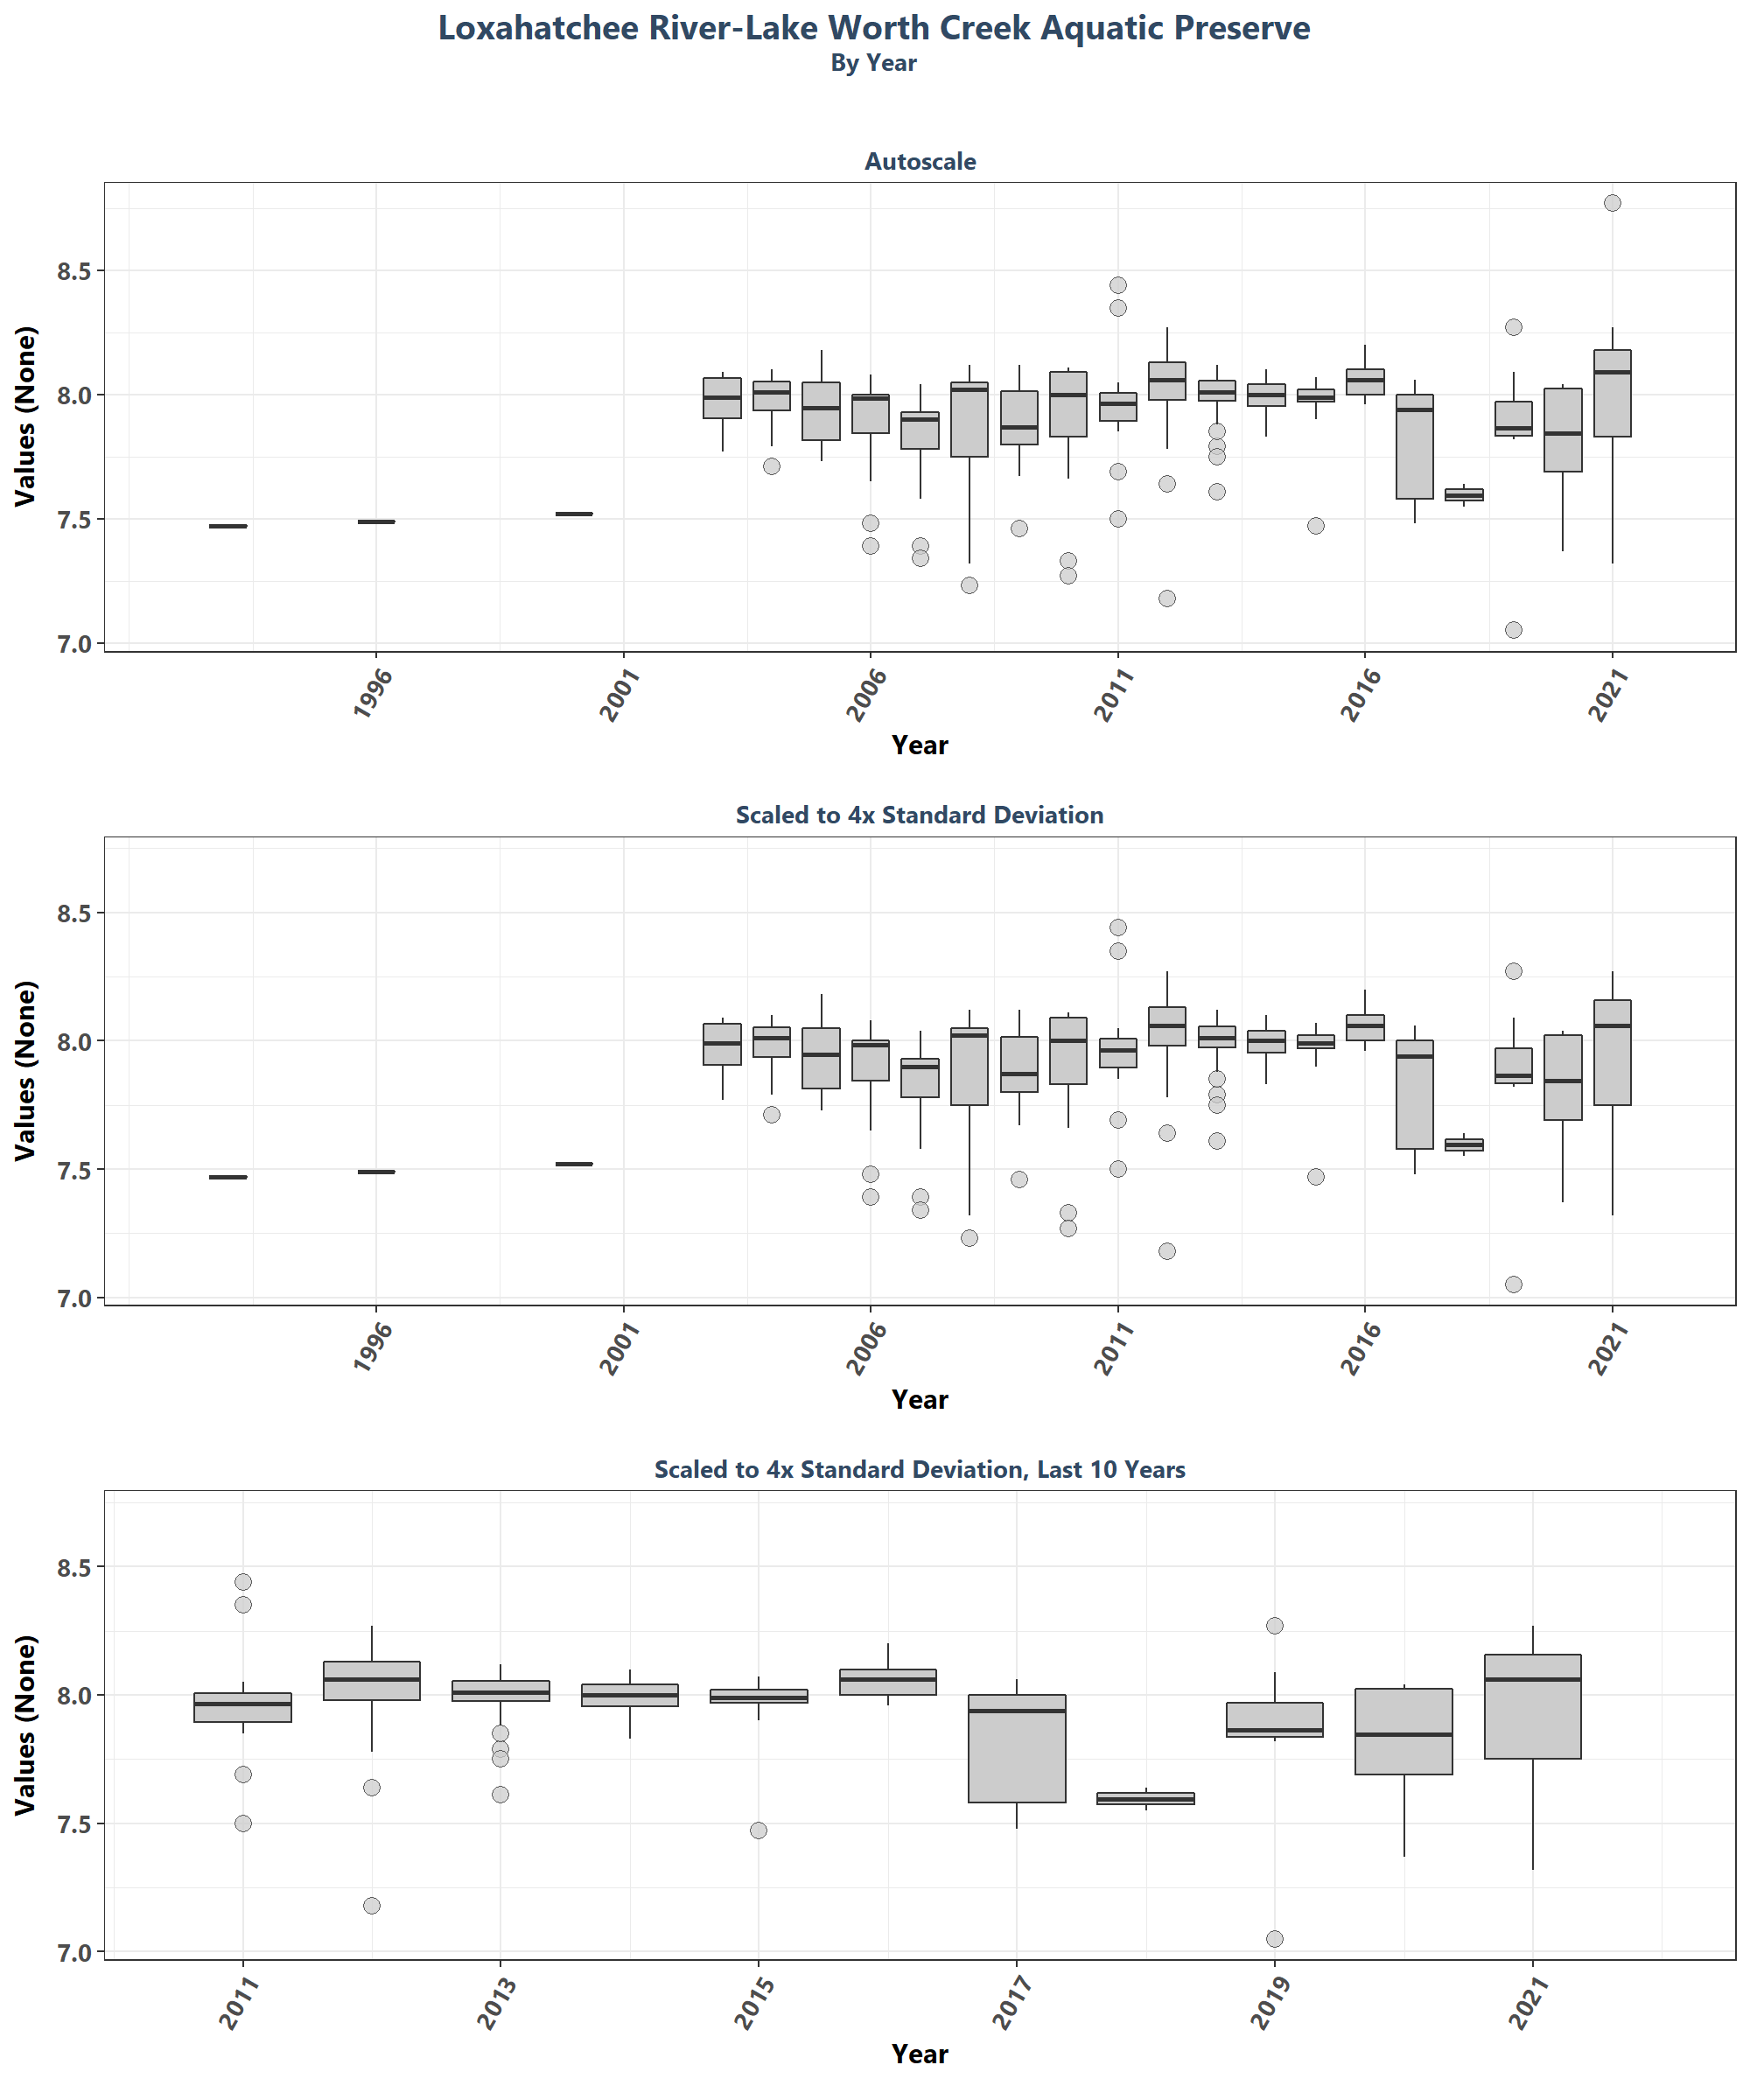 Loxahatchee River-Lake Worth Creek Aquatic Preserve
By Year
Autoscale
Values (None)
8.5
8.0
7.5
7.0
1996
2001
2006
2011
2016
2021
Year
Scaled to 4x Standard Deviation
Values (None)
8.5
8.0
7.5
7.0
1996
2001
2006
2011
2016
2021
Year
Scaled to 4x Standard Deviation, Last 10 Years
Values (None)
8.5
8.0
7.5
7.0
2011
2013
2015
2017
2019
2021
Year